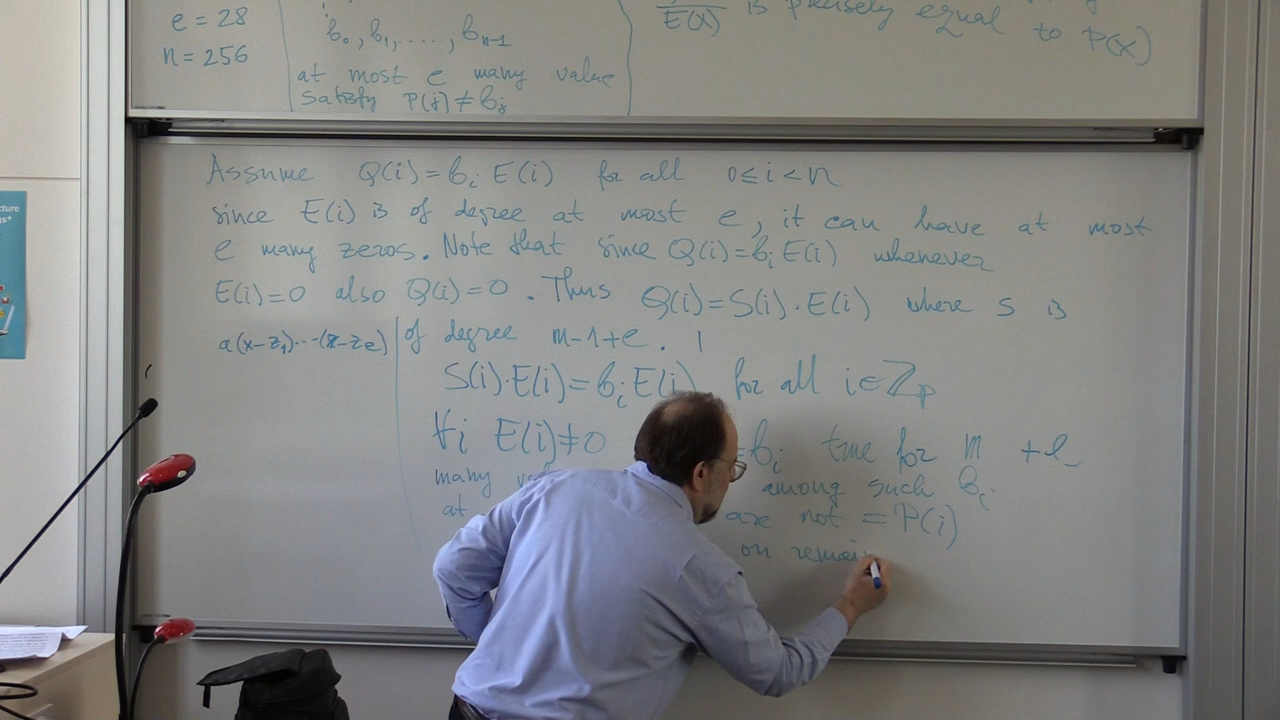 e = 28
n = 256
b₀, b₁, ....., bₙ₋₁
at most e many value
satisfy P(j) ≠ bⱼ
E(X) is precisely equal to P(X)
Assume Q(i) = bᵢ E(i) for all 0 ≤ i < n
since E(i) is of degree at most e, it can have at most
e many zeros. Note that since Q(i) = bᵢ E(i) whenever
E(i) = 0 also Q(i) = 0. Thus Q(i) = S(i) · E(i) where S is
a(x-z₁)...(x-zₑ)
of degree m-1+e.
S(i) · E(i) = bᵢ E(i) for all i ∈ ℤₚ
∀i E(i) ≠ 0 = bᵢ true for m + e
many among such bᵢ
at are not = P(i)
on remain